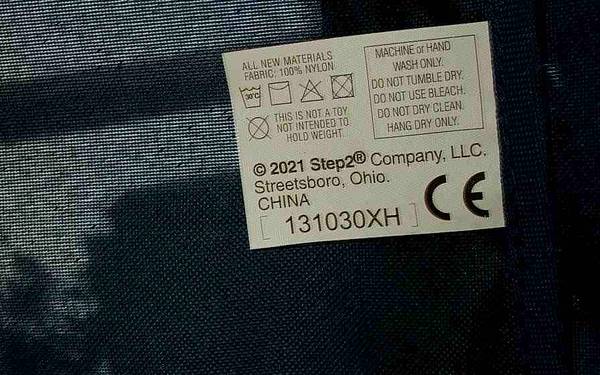 ALL NEW MATERIALS
FABRIC: 100% NYLON
30°C
THIS IS NOT A TOY
NOT INTENDED TO
HOLD WEIGHT.
MACHINE or HAND
WASH ONLY.
DO NOT TUMBLE DRY.
DO NOT USE BLEACH.
DO NOT DRY CLEAN.
HANG DRY ONLY.
© 2021 Step2® Company, LLC.
Streetsboro, Ohio.
CHINA
[ 131030XH ]
CE